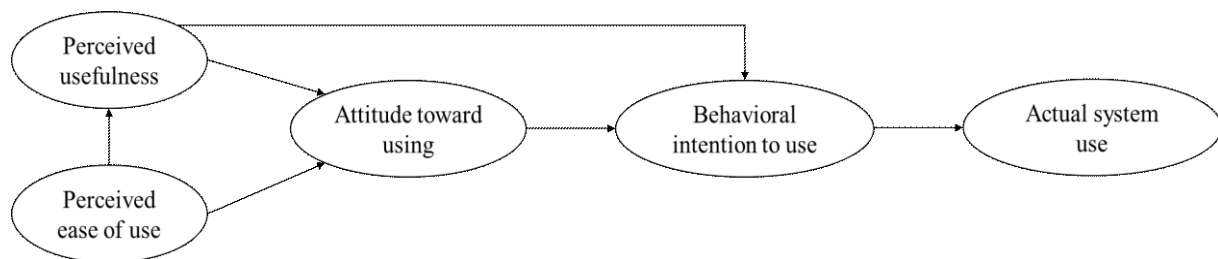 Perceived
usefulness
Attitude toward
using
Behavioral
intention to use
Actual system
use
Perceived
ease of use